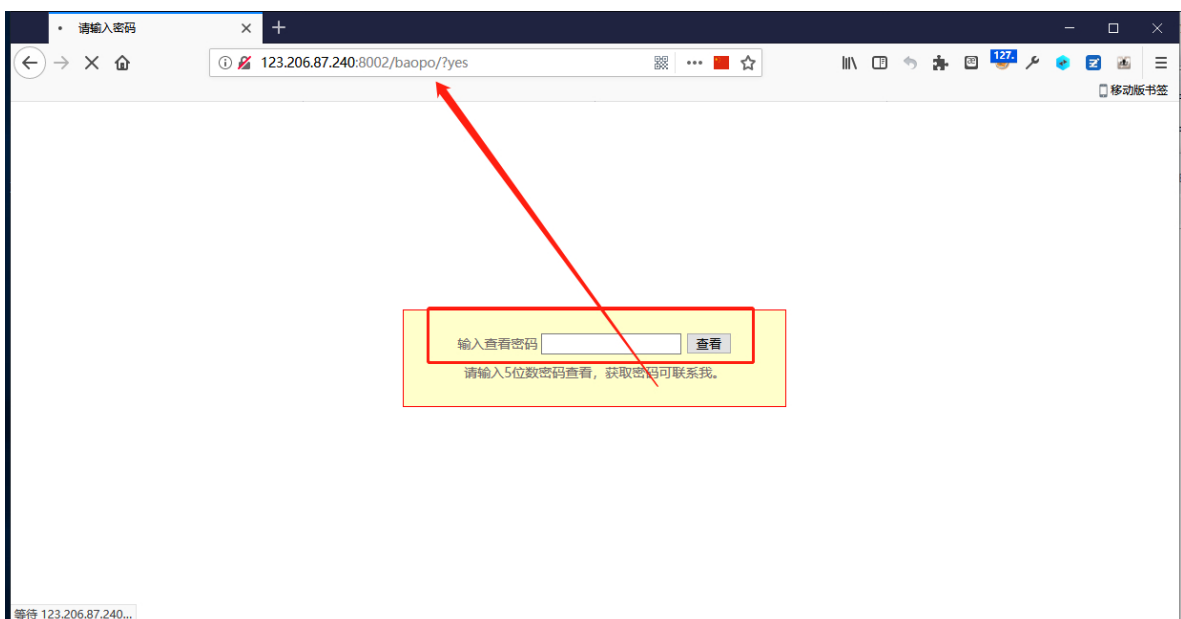 请输入密码
123.206.87.240:8002/baopo/?yes
127.
移动版书签
输入查看密码 查看
请输入5位数密码查看，获取密码可联系我。
等待 123.206.87.240...